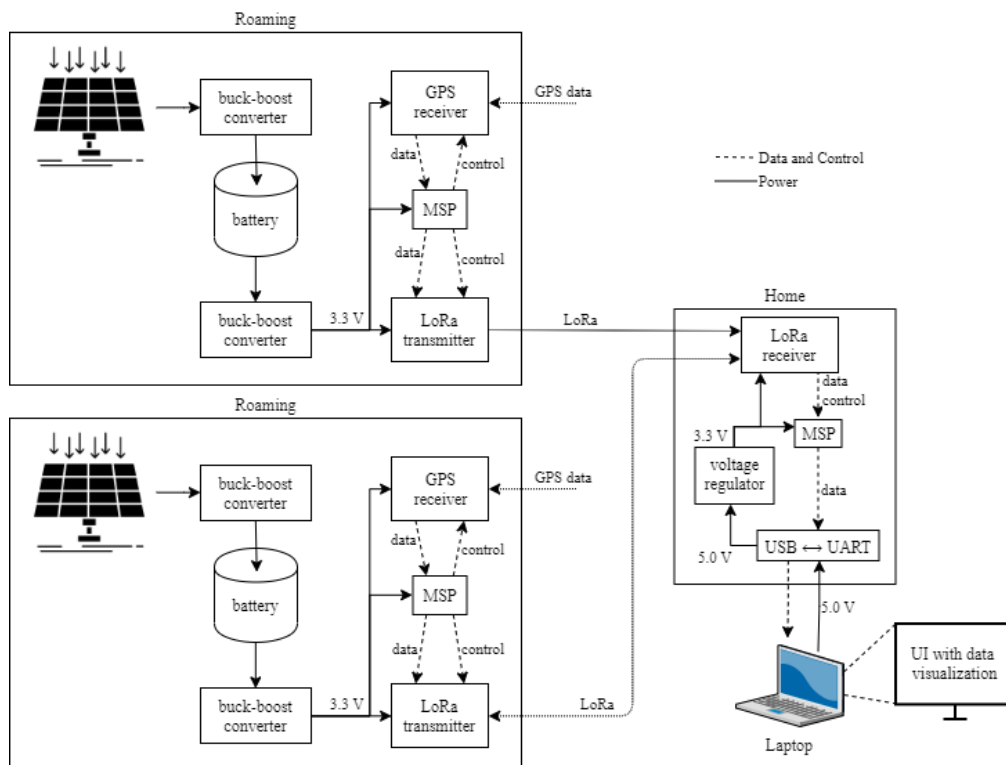 Roaming
buck-boost
converter
GPS
receiver
GPS data
data
control
battery
MSP
data
control
buck-boost
converter
3.3 V
LoRa
transmitter
LoRa
Data and Control
Power
Roaming
buck-boost
converter
GPS
receiver
GPS data
data
control
battery
MSP
data
control
buck-boost
converter
3.3 V
LoRa
transmitter
LoRa
Home
LoRa
receiver
data
control
3.3 V
MSP
voltage
regulator
data
5.0 V
USB ↔ UART
5.0 V
UI with data
visualization
Laptop